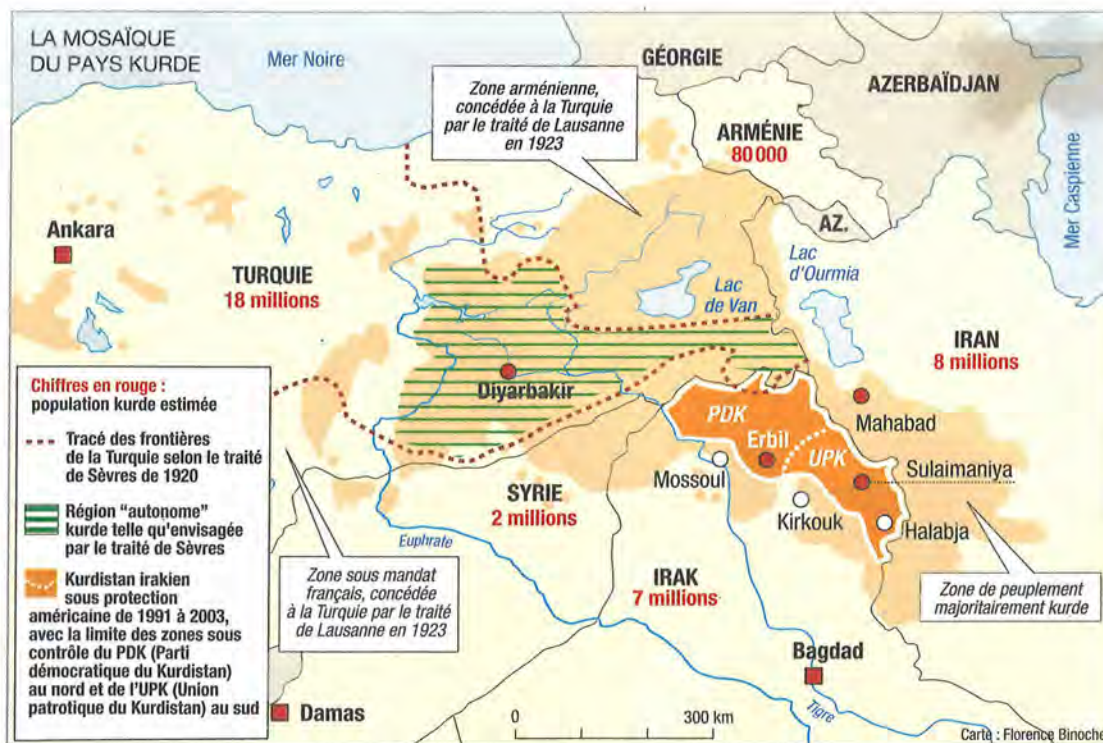 LA MOSAÏQUE
DU PAYS KURDE
Mer Noire
GÉORGIE
AZERBAÏDJAN
Zone arménienne,
concédée à la Turquie
par le traité de Lausanne
en 1923
ARMÉNIE
80 000
AZ.
Mer Caspienne
Ankara
TURQUIE
18 millions
Lac
de Van
Lac
d'Ourmia
IRAN
8 millions
Diyarbakir
PDK
Erbil
UPK
Mahabad
Mossoul
Sulaimaniya
Kirkouk
Halabja
SYRIE
2 millions
Euphrate
IRAK
7 millions
Zone sous mandat
français, concédée
à la Turquie par le traité
de Lausanne en 1923
Zone de peuplement
majoritairement kurde
Bagdad
Tigre
Damas
0 300 km
Carte : Florence Binoche
Chiffres en rouge :
population kurde estimée
Tracé des frontières
de la Turquie selon le traité
de Sèvres de 1920
Région "autonome"
kurde telle qu'envisagée
par le traité de Sèvres
Kurdistan irakien
sous protection
américaine de 1991 à 2003,
avec la limite des zones sous
contrôle du PDK (Parti
démocratique du Kurdistan)
au nord et de l'UPK (Union
patrotique du Kurdistan) au sud